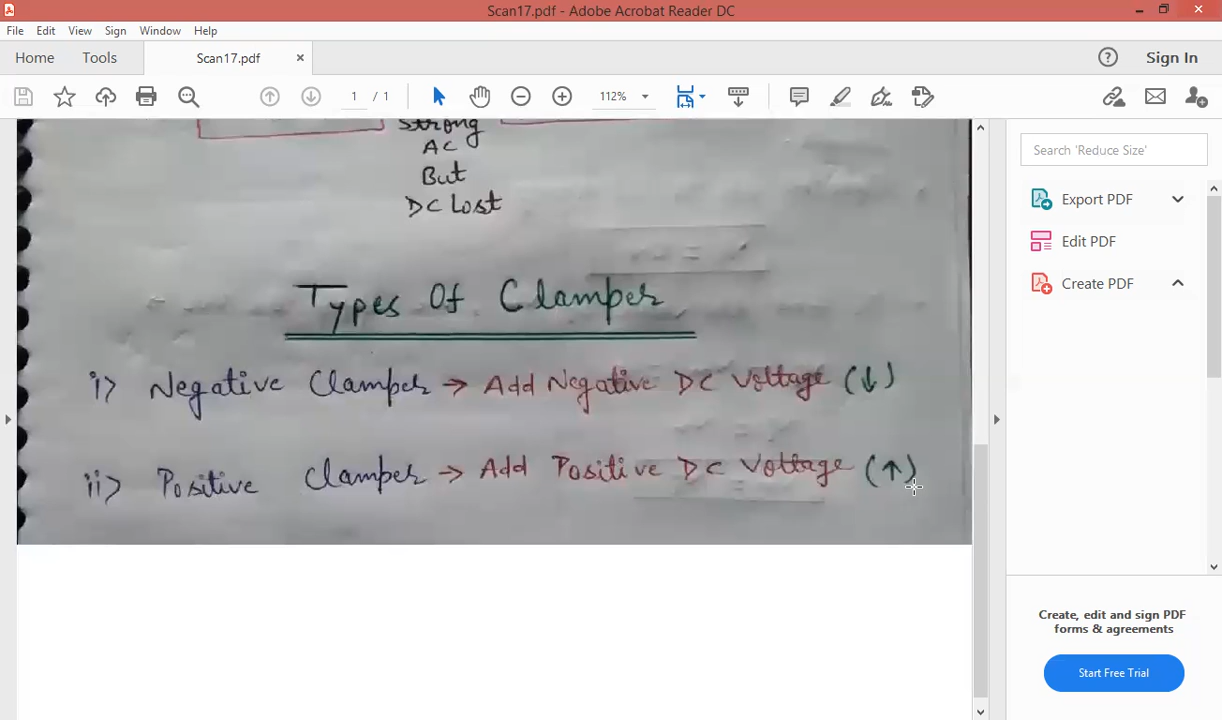 Scan17.pdf - Adobe Acrobat Reader DC
File Edit View Sign Window Help
Home Tools Scan17.pdf × Sign In
1 / 1 112%
Strong
AC
But
DC Lost
Types Of Clamper
i) Negative Clamper → Add Negative DC Voltage (↓)
ii) Positive Clamper → Add Positive DC Voltage (↑)
Search 'Reduce Size'
Export PDF
Edit PDF
Create PDF
Create, edit and sign PDF
forms & agreements
Start Free Trial